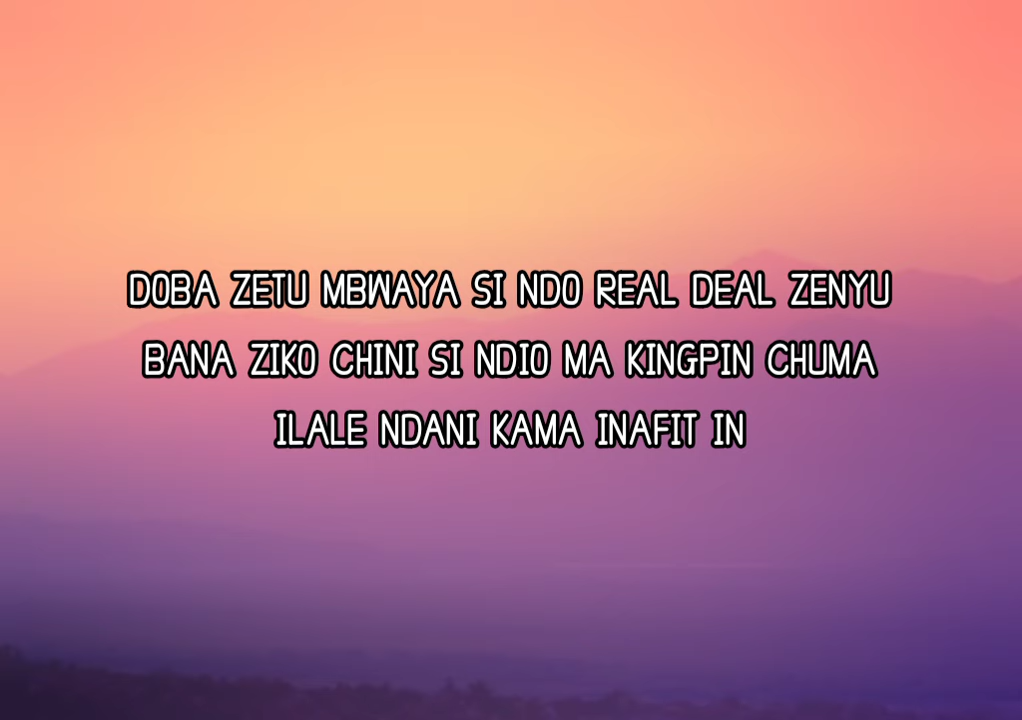 DOBA ZETU MBWAYA SI NDO REAL DEAL ZENYU
BANA ZIKO CHINI SI NDIO MA KINGPIN CHUMA
ILALE NDANI KAMA INAFIT IN